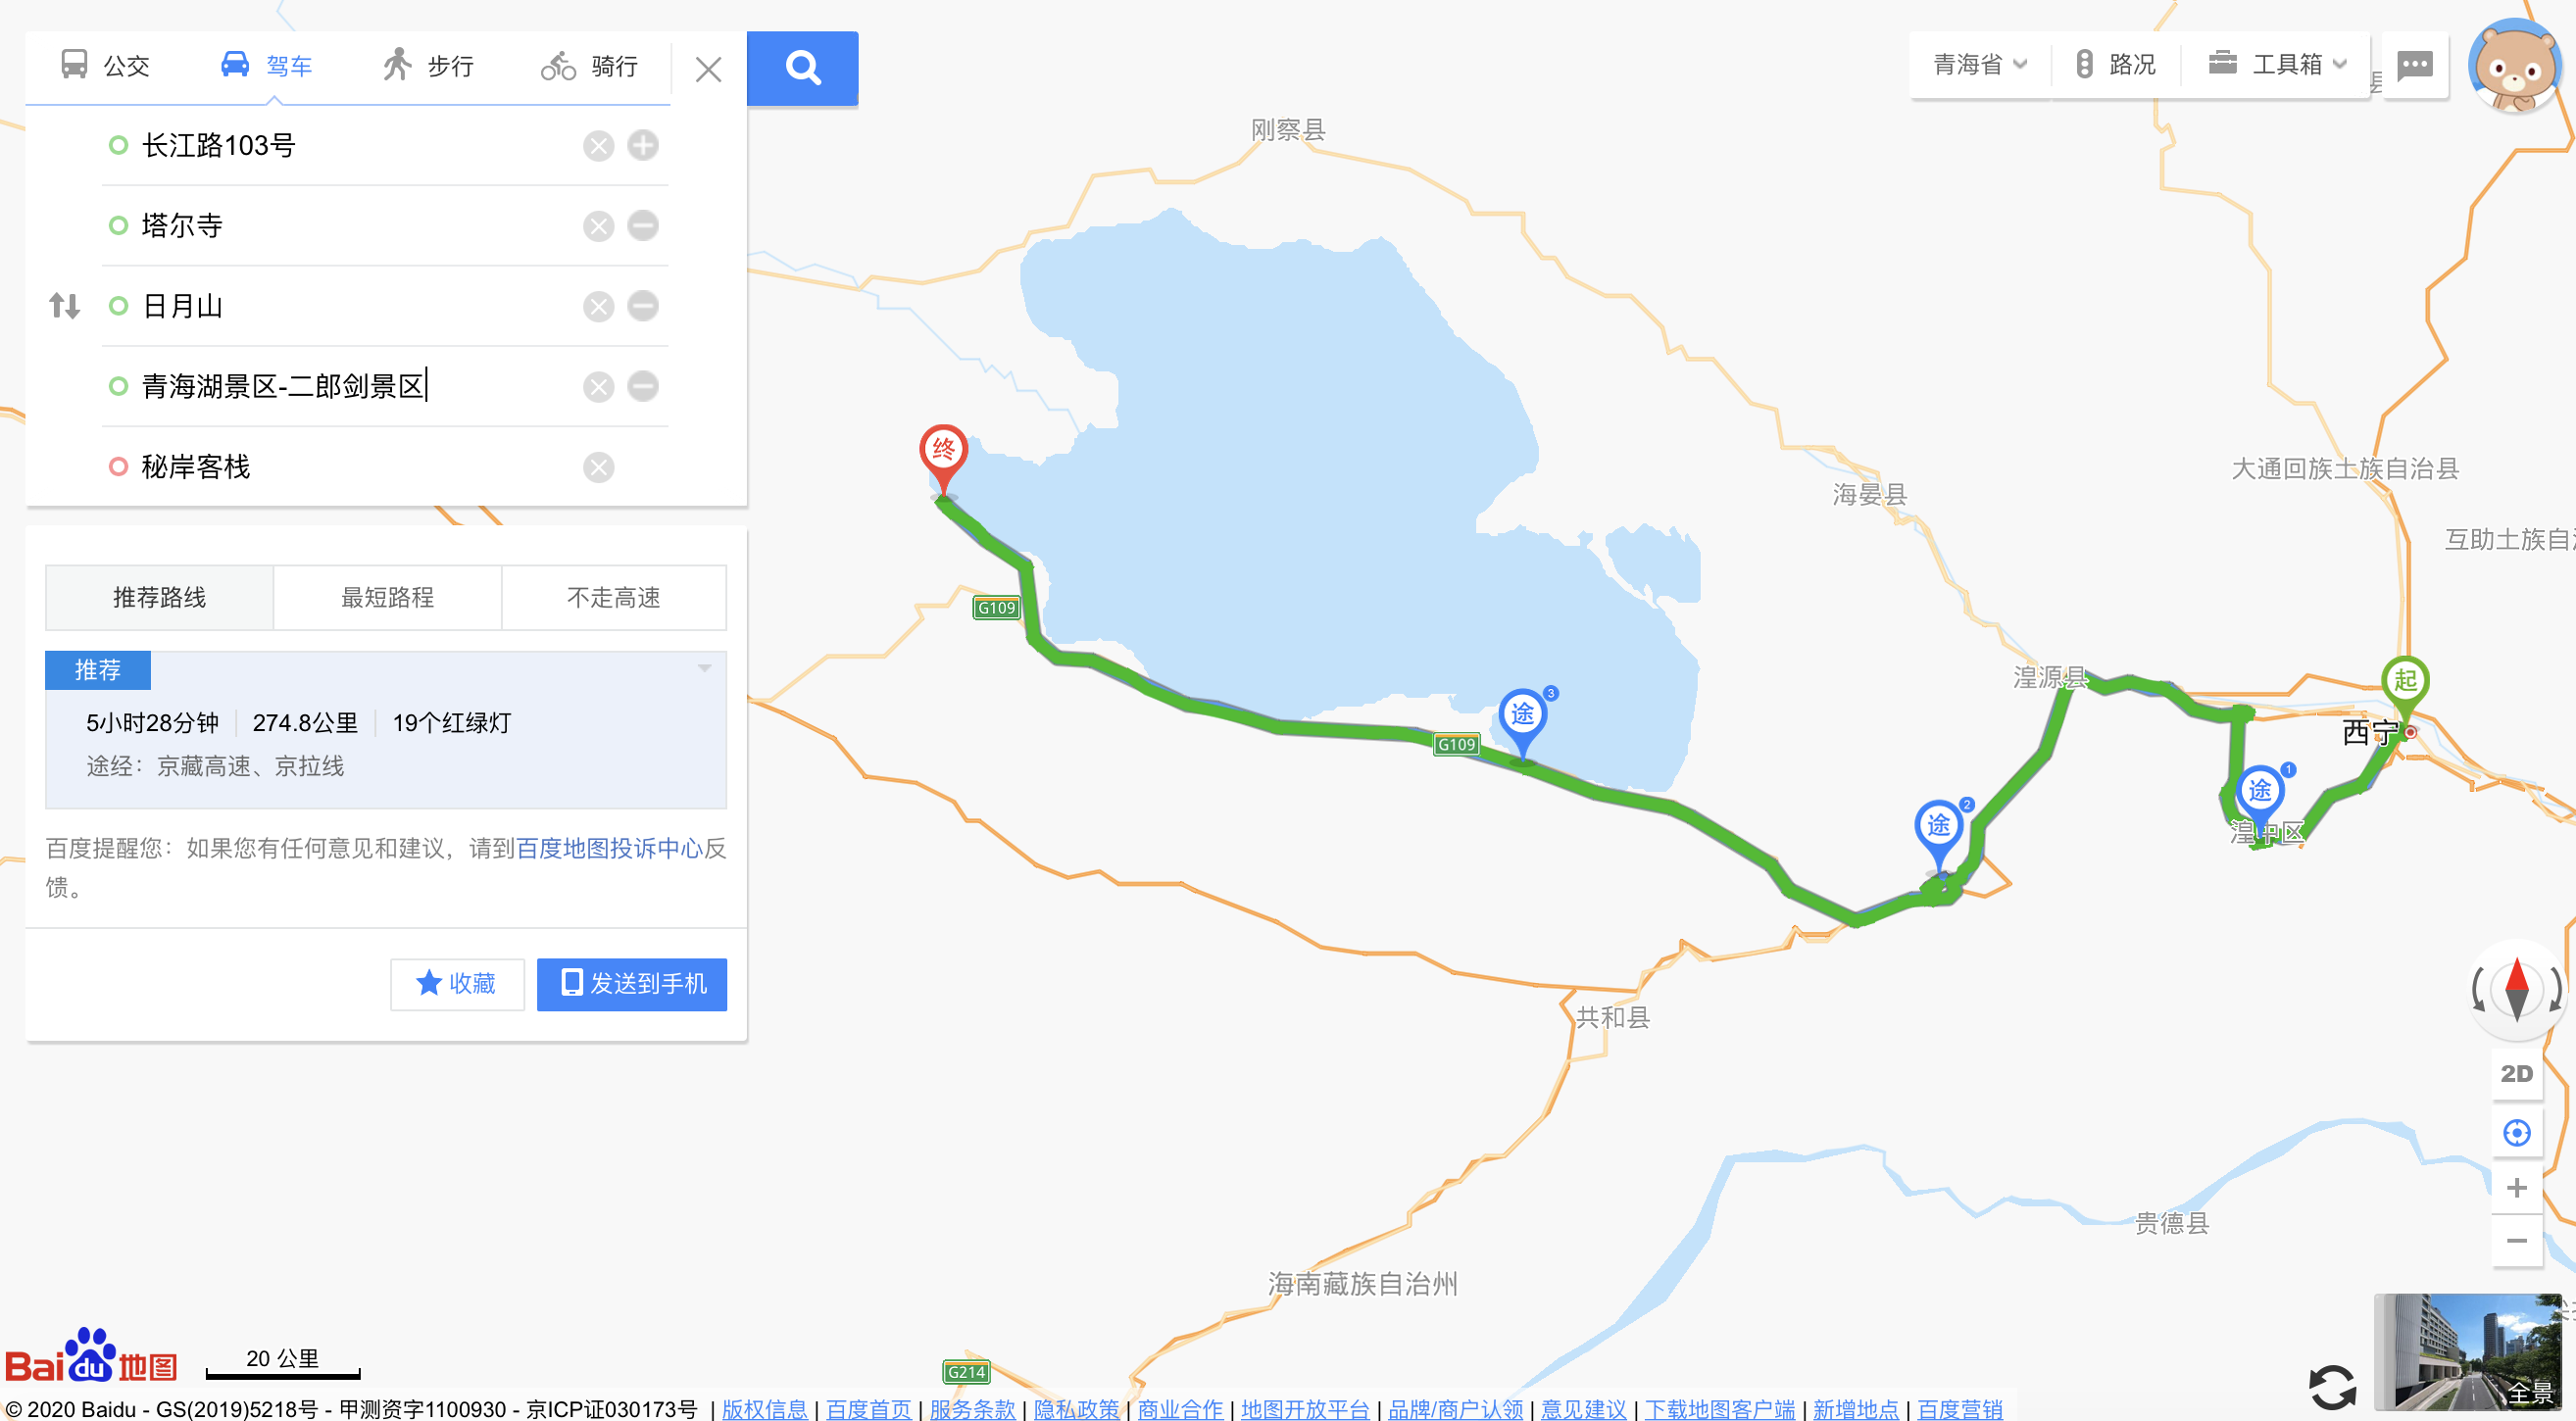 公交
驾车
步行
骑行
长江路103号
塔尔寺
日月山
青海湖景区-二郎剑景区
秘岸客栈
推荐路线
最短路程
不走高速
推荐
5小时28分钟 274.8公里 19个红绿灯
途经：京藏高速、京拉线
百度提醒您：如果您有任何意见和建议，请到百度地图投诉中心反
馈。
收藏
发送到手机
青海省
路况
工具箱
县
刚察县
大通回族土族自治县
海晏县
互助土族自
终
G109
湟源县
起
西宁
3
途
G109
1
途
湟中区
2
途
共和县
贵德县
海南藏族自治州
G214
2D
全景
Baidu地图
20 公里
© 2020 Baidu - GS(2019)5218号 - 甲测资字1100930 - 京ICP证030173号 | 版权信息 | 百度首页 | 服务条款 | 隐私政策 | 商业合作 | 地图开放平台 | 品牌/商户认领 | 意见建议 | 下载地图客户端 | 新增地点 | 百度营销